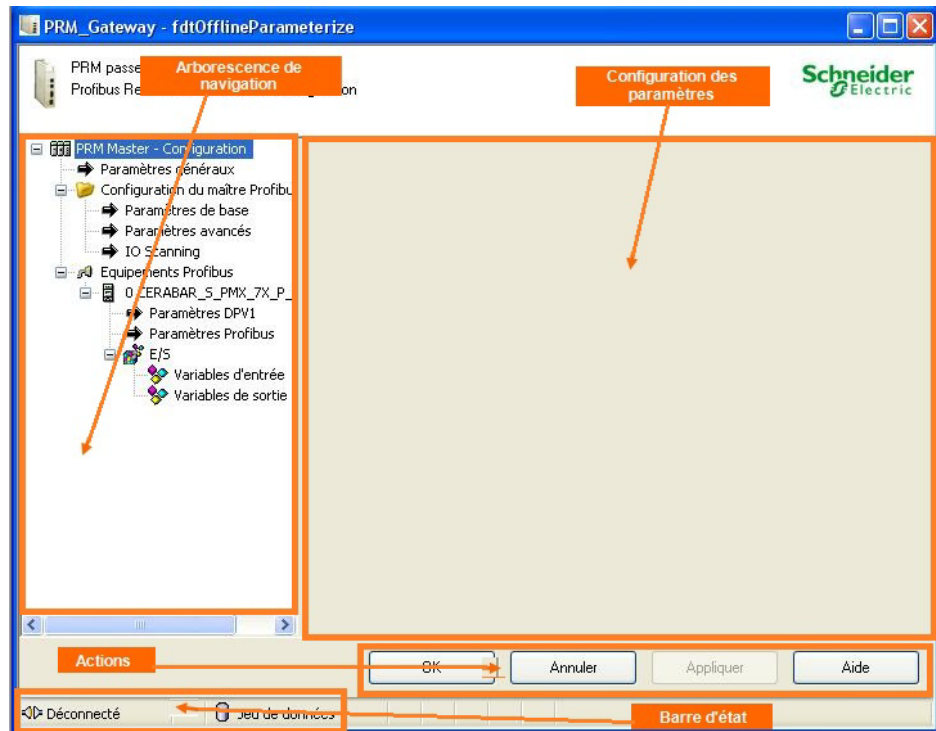 PRM_Gateway - fdtOfflineParameterize
PRM passe
Profibus Re
on
Arborescence de
navigation
Configuration des
paramètres
Schneider
Electric
PRM Master - Configuration
Paramètres généraux
Configuration du maître Profibu
Paramètres de base
Paramètres avancés
IO Scanning
Equipements Profibus
0 CERABAR_S_PMX_7X_P_
Paramètres DPV1
Paramètres Profibus
E/S
Variables d'entrée
Variables de sortie
Actions
OK
Annuler
Appliquer
Aide
Déconnecté
Jeu de données
Barre d'état